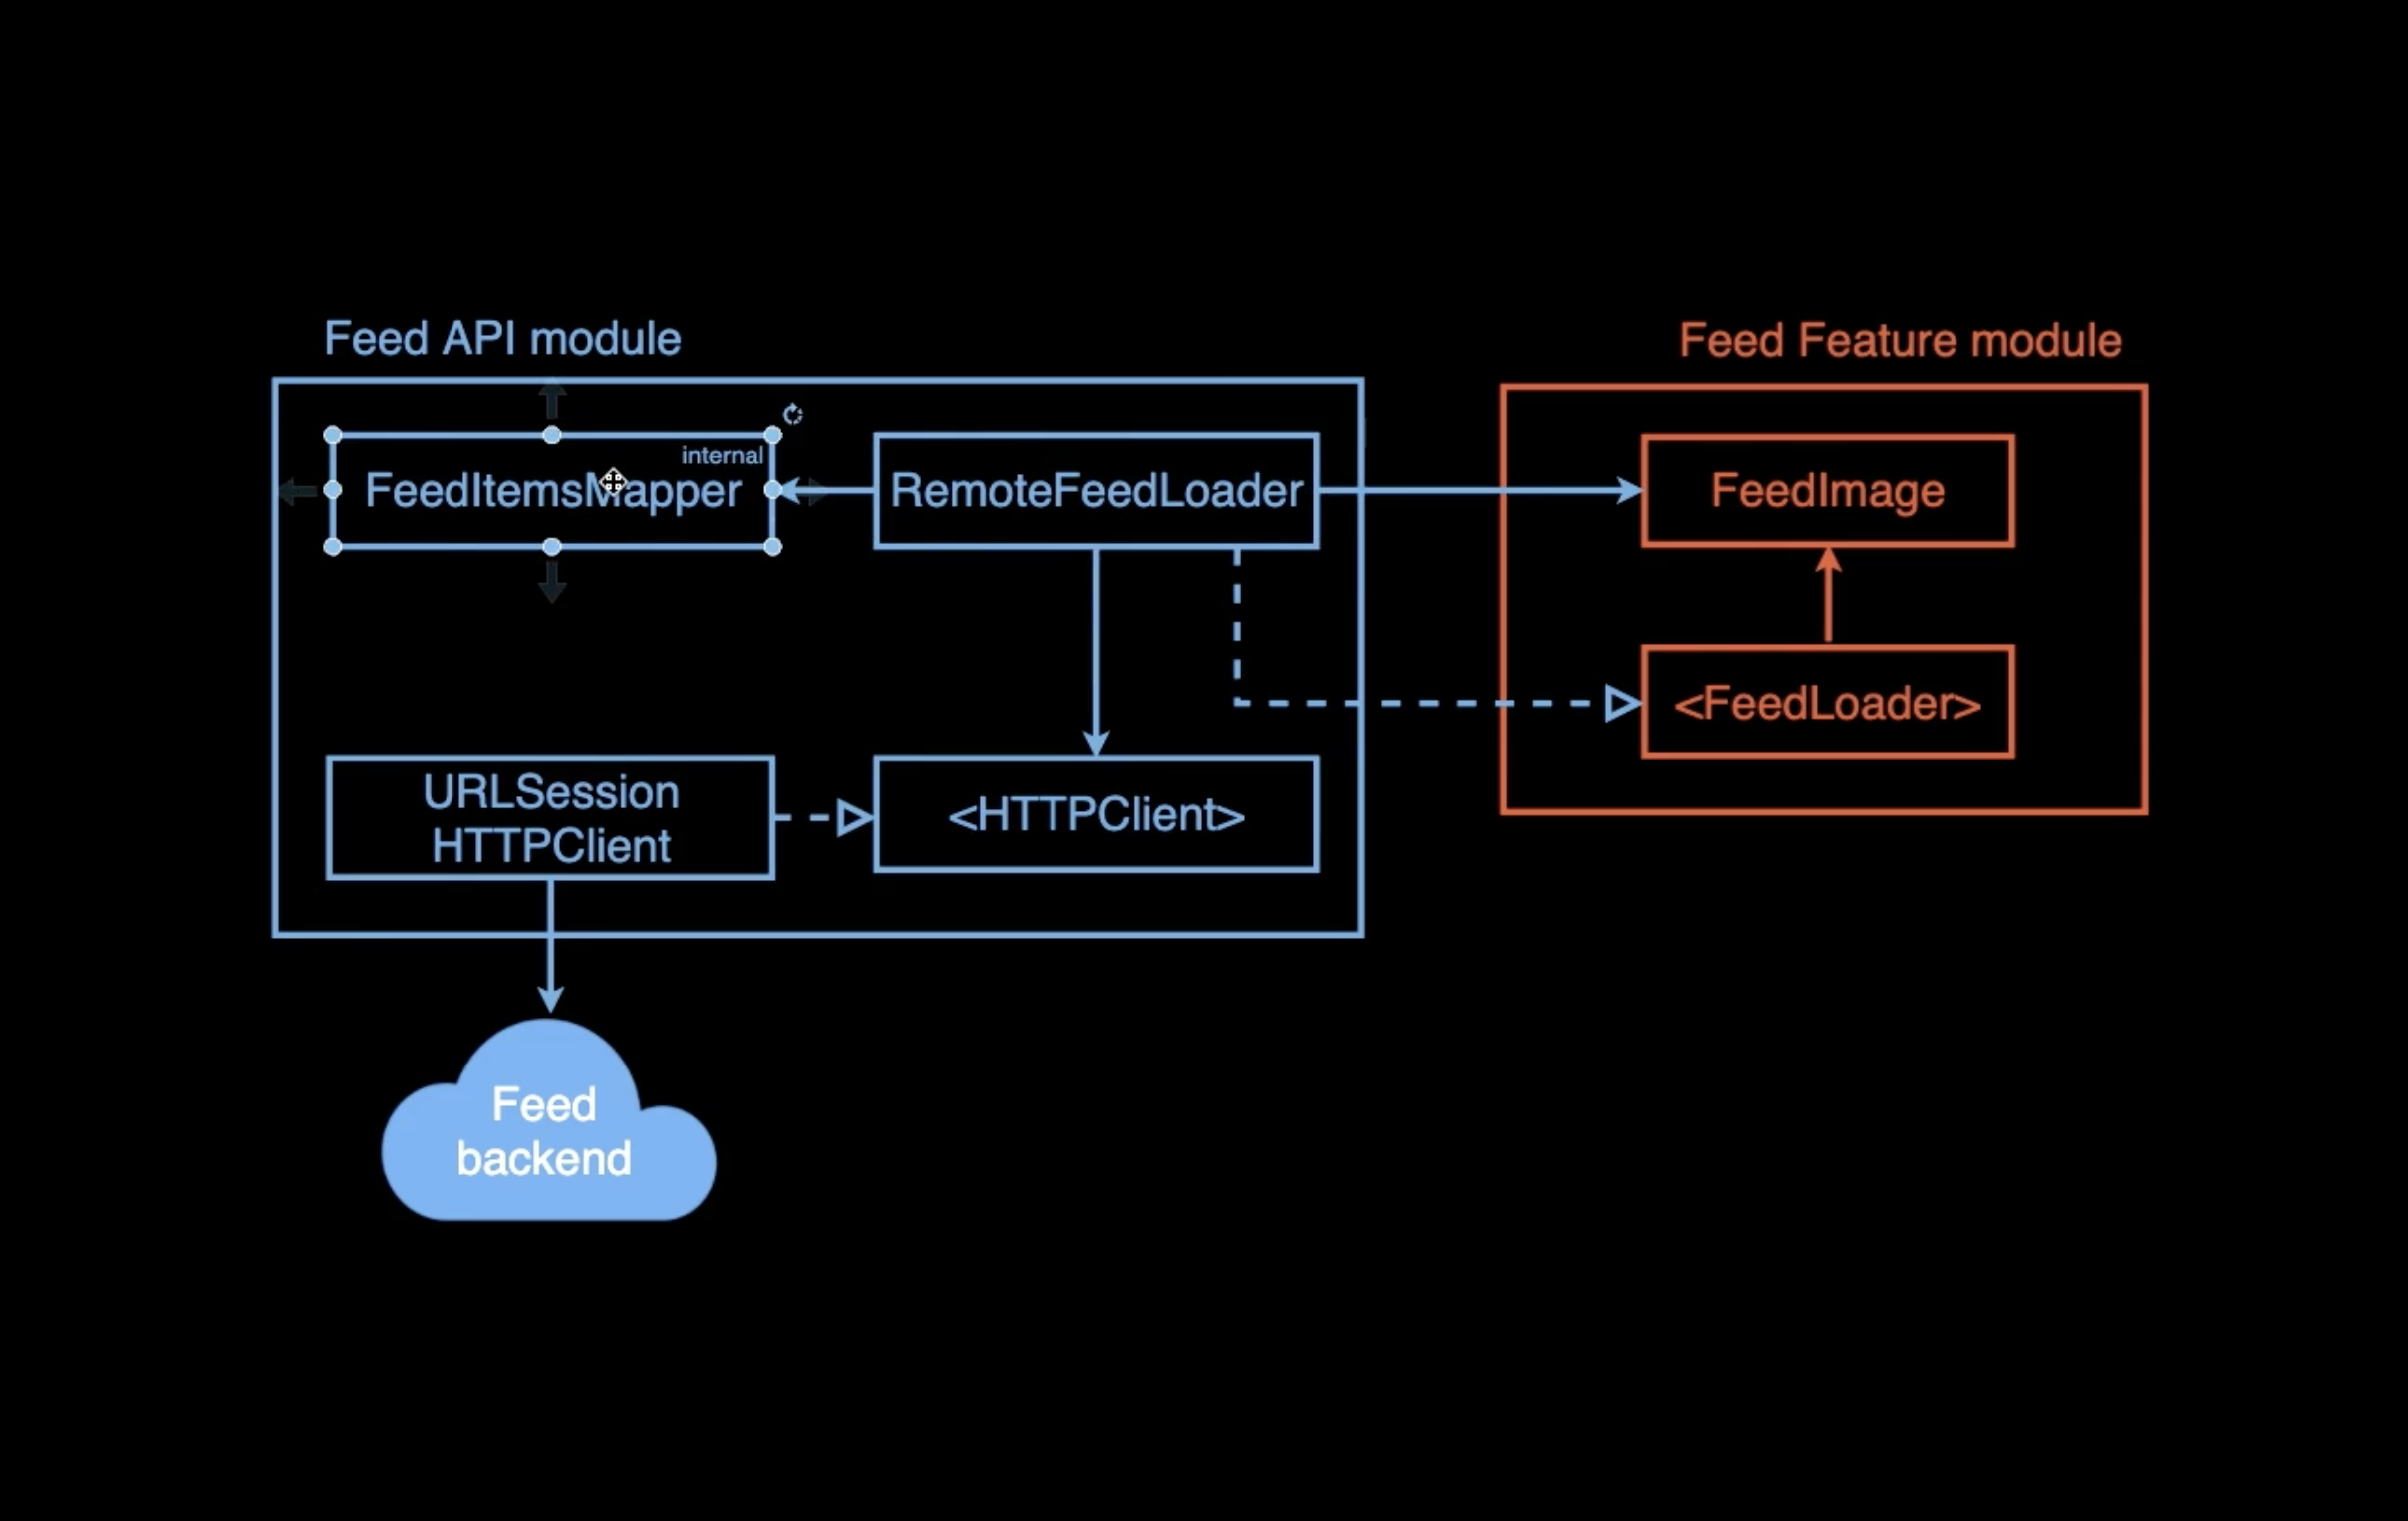 Feed API module
Feed Feature module
internal
FeedItemsMapper
RemoteFeedLoader
FeedImage
<FeedLoader>
URLSession
HTTPClient
<HTTPClient>
Feed
backend